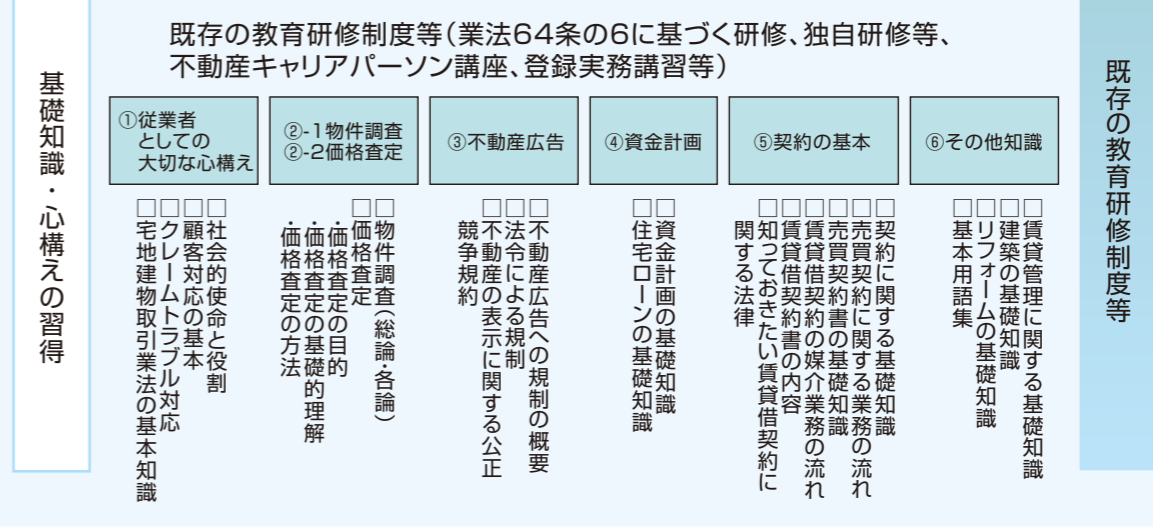 既存の教育研修制度等（業法64条の6に基づく研修、独自研修等、
不動産キャリアパーソン講座、登録実務講習等）
基礎知識・心構えの習得
①従業者
としての
大切な心構え
□社会的使命と役割
□顧客対応の基本
□クレームトラブル対応
□宅地建物取引業法の基本知識
②-1物件調査
②-2価格査定
□物件調査（総論・各論）
□価格査定
・価格査定の目的
・価格査定の基礎的理解
・価格査定の方法
③不動産広告
□不動産広告への規制の概要
□法令による規制
□不動産の表示に関する公正
競争規約
④資金計画
□資金計画の基礎知識
□住宅ローンの基礎知識
⑤契約の基本
□契約に関する基礎知識
□売買契約に関する業務の流れ
□売買契約書の基礎知識
□賃貸借契約の媒介業務の流れ
□賃貸借契約書の内容
□知っておきたい賃貸借契約に
関する法律
⑥その他知識
□賃貸管理に関する基礎知識
□建築の基礎知識
□リフォームの基礎知識
□基本用語集
既存の教育研修制度等